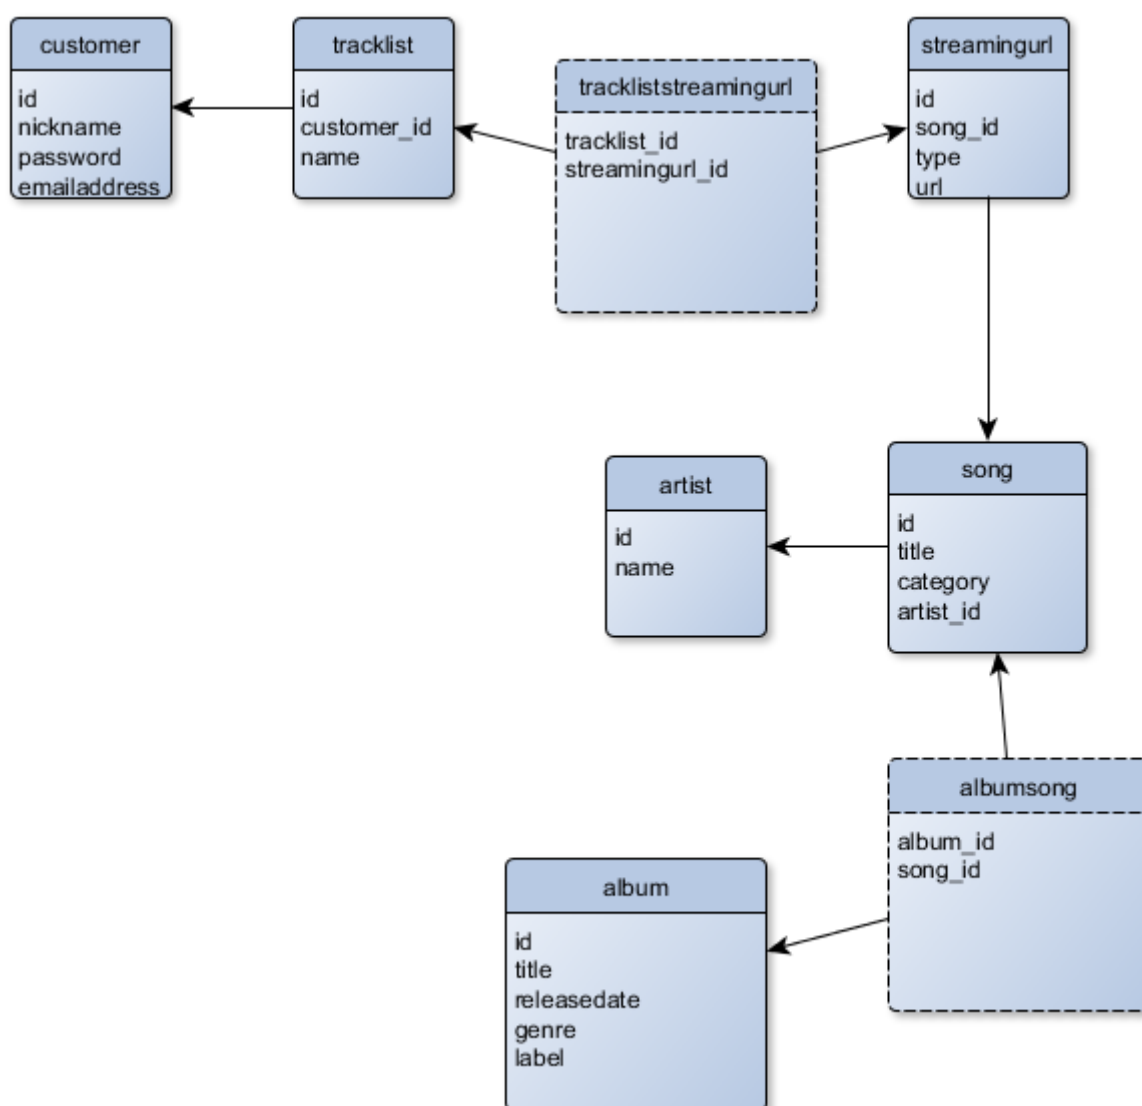 customer
id
nickname
password
emailaddress
tracklist
id
customer_id
name
trackliststreamingurl
tracklist_id
streamingurl_id
streamingurl
id
song_id
type
url
artist
id
name
song
id
title
category
artist_id
albumsong
album_id
song_id
album
id
title
releasedate
genre
label